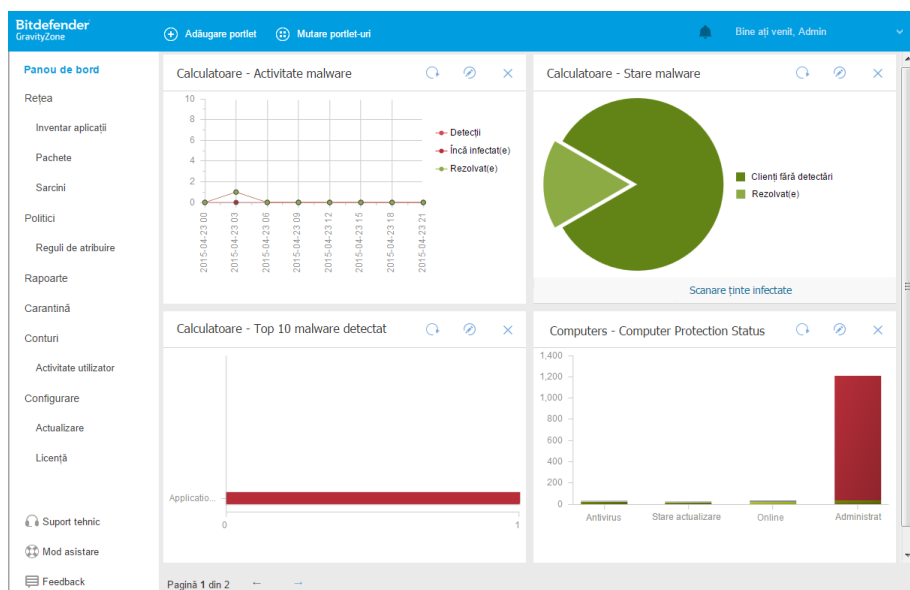 Bitdefender
GravityZone
Adăugare portlet
Mutare portlet-uri
Bine ați venit, Admin
Panou de bord
Rețea
Inventar aplicații
Pachete
Sarcini
Politici
Reguli de atribuire
Rapoarte
Carantină
Conturi
Activitate utilizator
Configurare
Actualizare
Licență
Suport tehnic
Mod asistare
Feedback
Calculatoare - Activitate malware
10
8
6
4
2
0
2015-04-23 00
2015-04-23 03
2015-04-23 06
2015-04-23 09
2015-04-23 12
2015-04-23 15
2015-04-23 18
2015-04-23 21
Detecții
Încă infectat(e)
Rezolvat(e)
Calculatoare - Stare malware
Clienți fără detectări
Rezolvat(e)
Scanare ținte infectate
Calculatoare - Top 10 malware detectat
Applicatio...
0
1
Computers - Computer Protection Status
1,400
1,200
1,000
800
600
400
200
0
Antivirus
Stare actualizare
Online
Administrat
Pagină 1 din 2